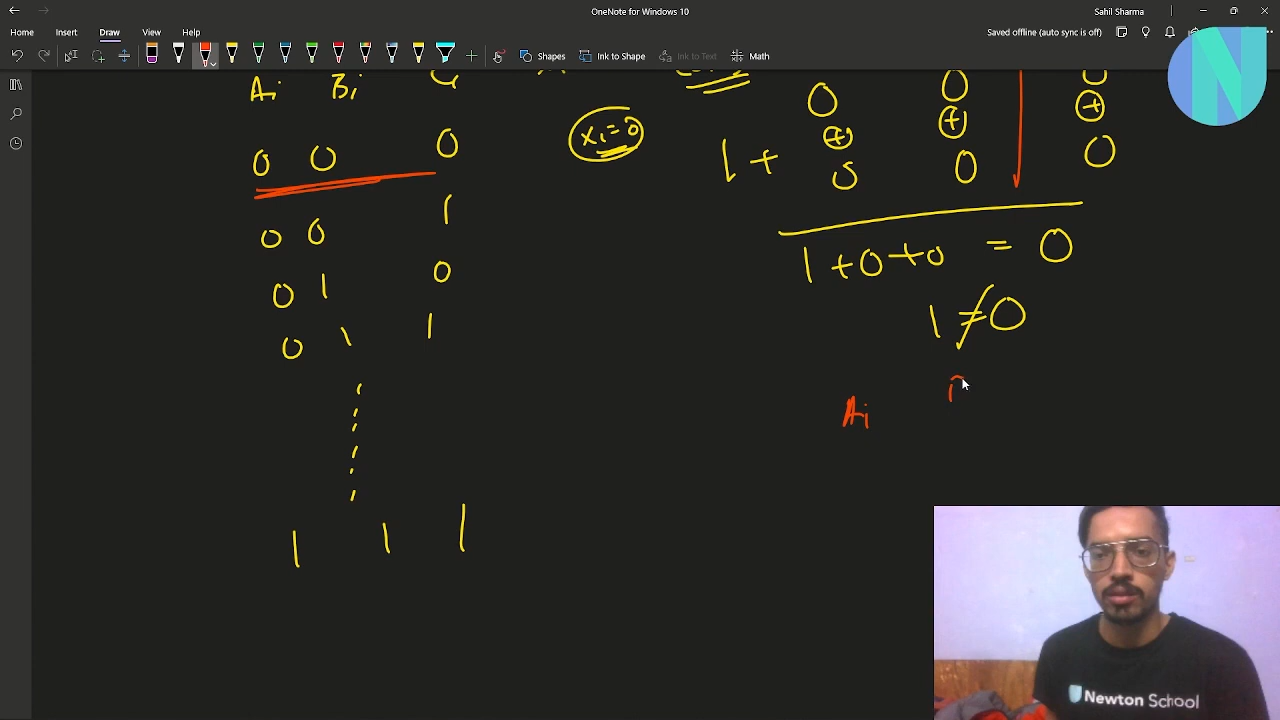 OneNote for Windows 10
Sahil Sharma
Home Insert Draw View Help
Saved offline (auto sync is off)
Shapes Ink to Shape Ink to Text Math
Ai Bi
0 0 0
0 0 1
0 1 0
0 1 1
1 1 1
xi=0
0 0 0
⊕ ⊕ ⊕
1 + 0 0 0
1+0+0 = 0
1 ≠ 0
Ai
Newton School